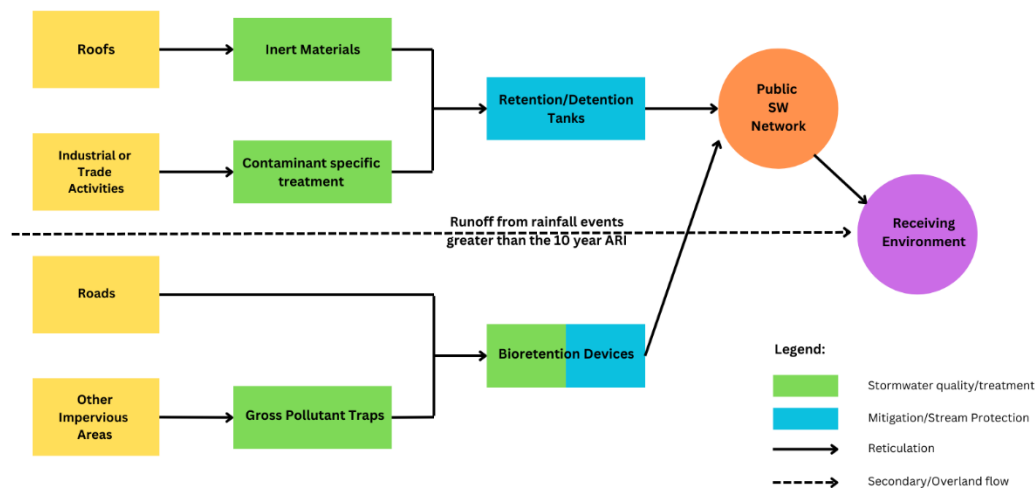 Roofs
Inert Materials
Retention/Detention
Tanks
Public
SW
Network
Industrial or
Trade
Activities
Contaminant specific
treatment
Runoff from rainfall events
greater than the 10 year ARI
Receiving
Environment
Roads
Bioretention Devices
Other
Impervious
Areas
Gross Pollutant Traps
Legend:
Stormwater quality/treatment
Mitigation/Stream Protection
Reticulation
Secondary/Overland flow